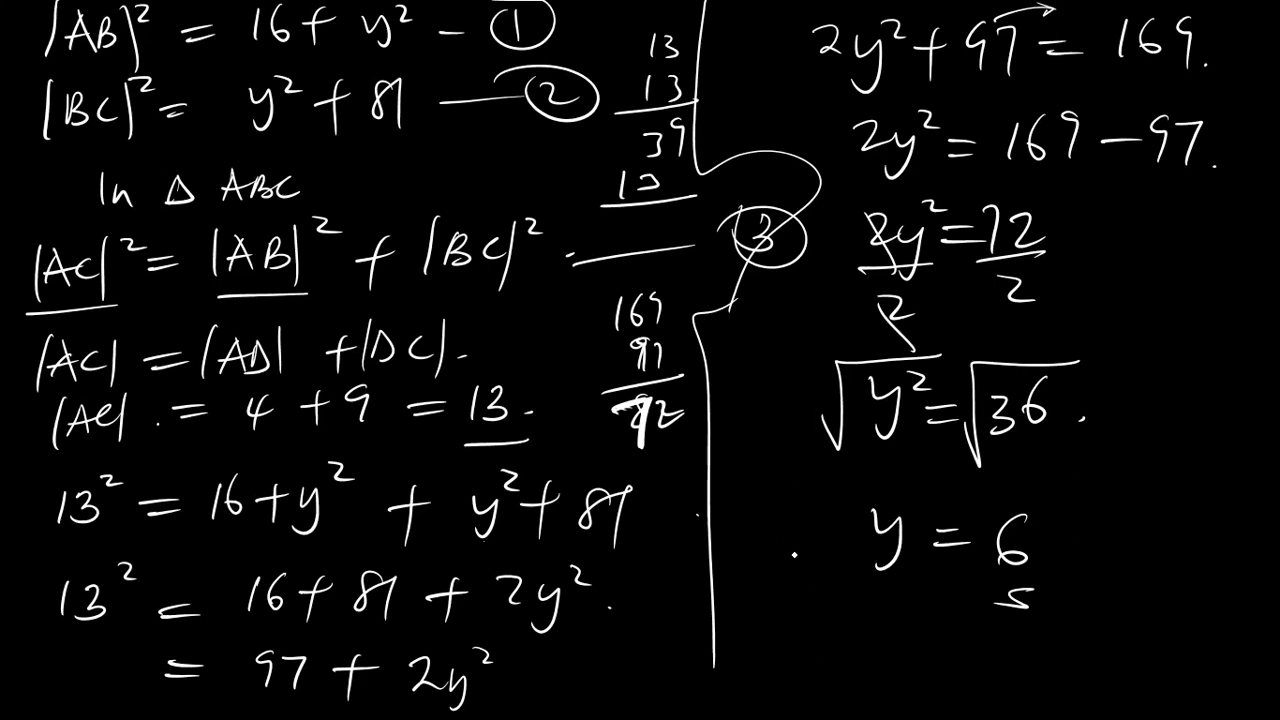 |AB|² = 16 + y² - ①
|BC|² = y² + 81 — ②
In Δ ABC
|AC|² = |AB|² + |BC|² — ③
|AC| = |AD| + |DC|.
|AC| = 4 + 9 = 13.
13² = 16 + y² + y² + 81
13² = 16 + 81 + 2y².
= 97 + 2y²
13
13
39
13
169
97
72
2y² + 97 = 169.
2y² = 169 - 97.
2y² = 72
2 2
√y² = √36.
y = 6